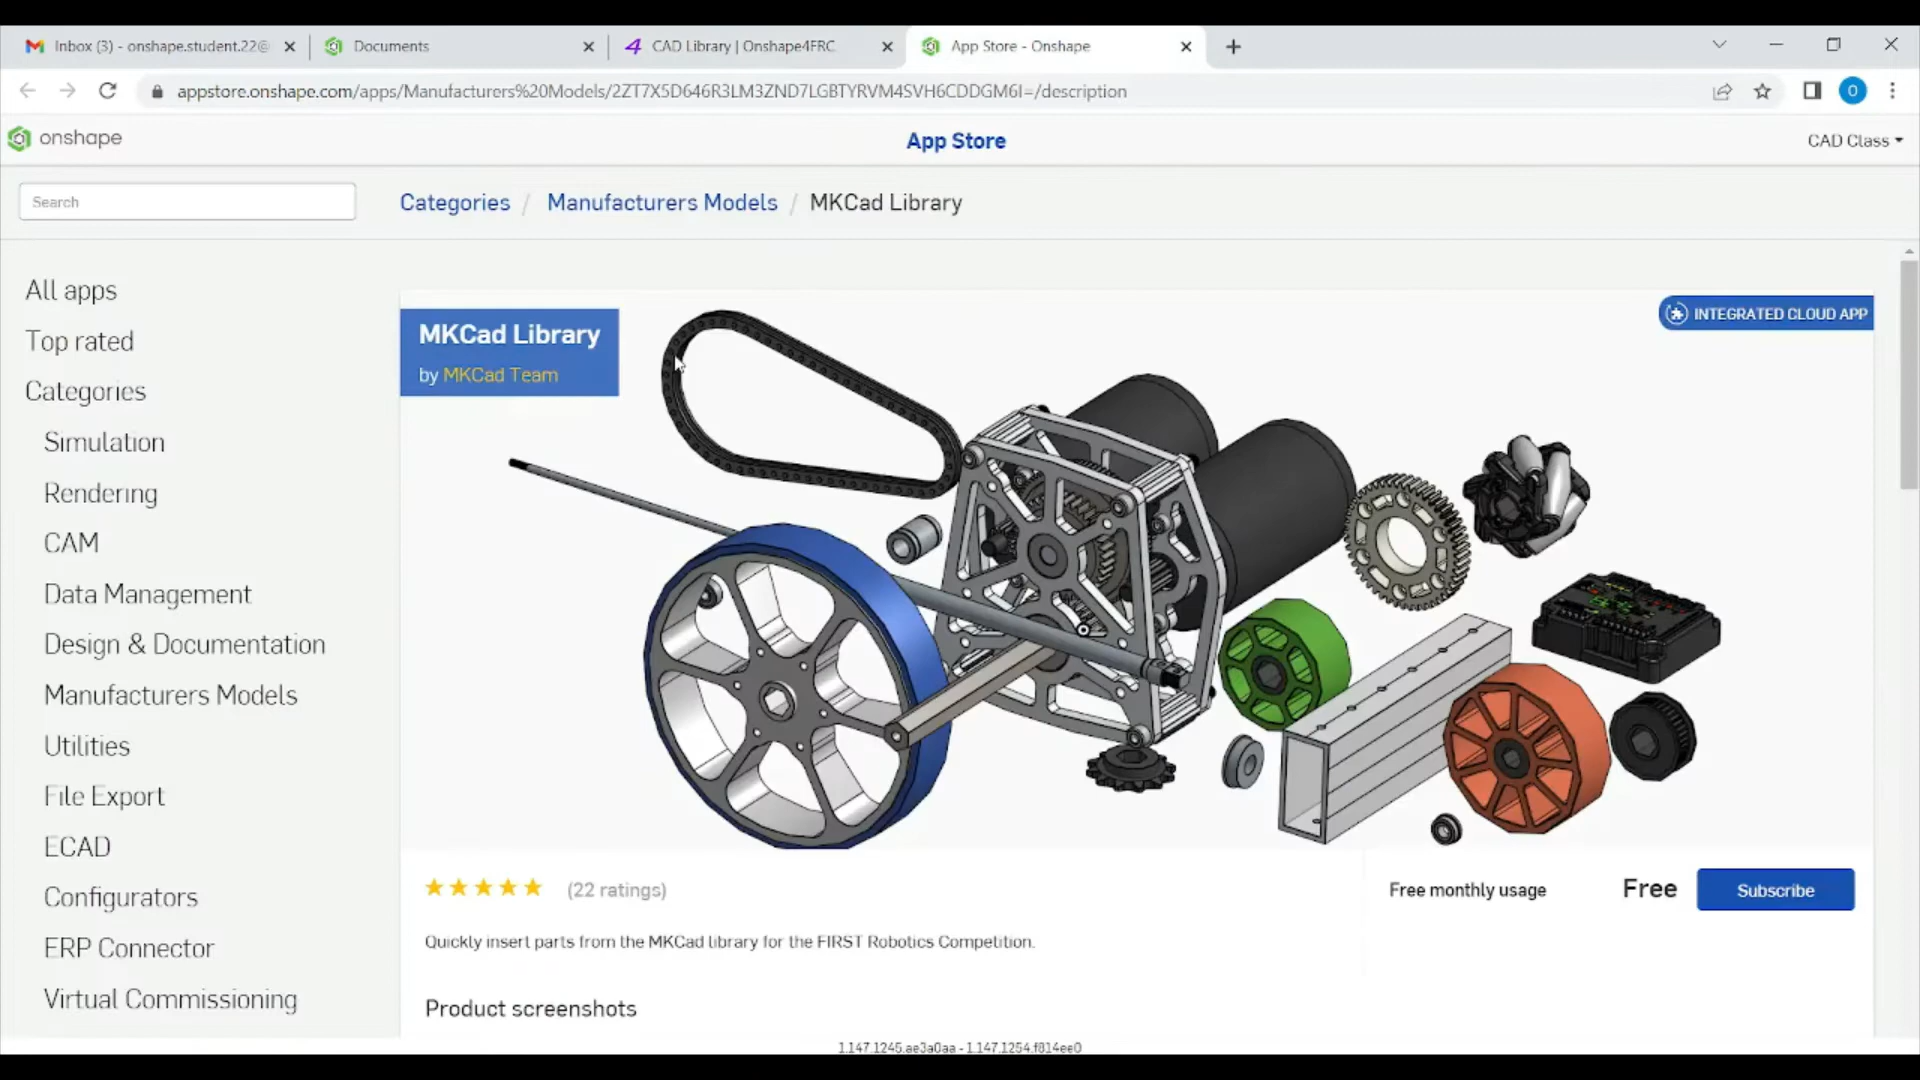 Inbox (3) - onshape.student.22@
Documents
CAD Library | Onshape4FRC
App Store - Onshape
appstore.onshape.com/apps/Manufacturers%20Models/2ZT7X5D646R3LM3ZND7LGBTYRVM4SVH6CDDGM6I=/description
O
onshape
App Store
CAD Class
Search
Categories / Manufacturers Models / MKCad Library
All apps
Top rated
Categories
Simulation
Rendering
CAM
Data Management
Design & Documentation
Manufacturers Models
Utilities
File Export
ECAD
Configurators
ERP Connector
Virtual Commissioning
MKCad Library
by MKCad Team
INTEGRATED CLOUD APP
(22 ratings)
Free monthly usage
Free
Subscribe
Quickly insert parts from the MKCad library for the FIRST Robotics Competition.
Product screenshots
1.147.1245.ae3a0aa - 1.147.1254.f814ee0